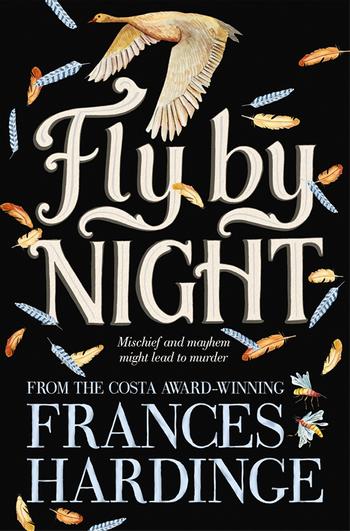 Fly by
NIGHT
Mischief and mayhem
might lead to murder
FROM THE COSTA AWARD-WINNING
FRANCES
HARDINGE